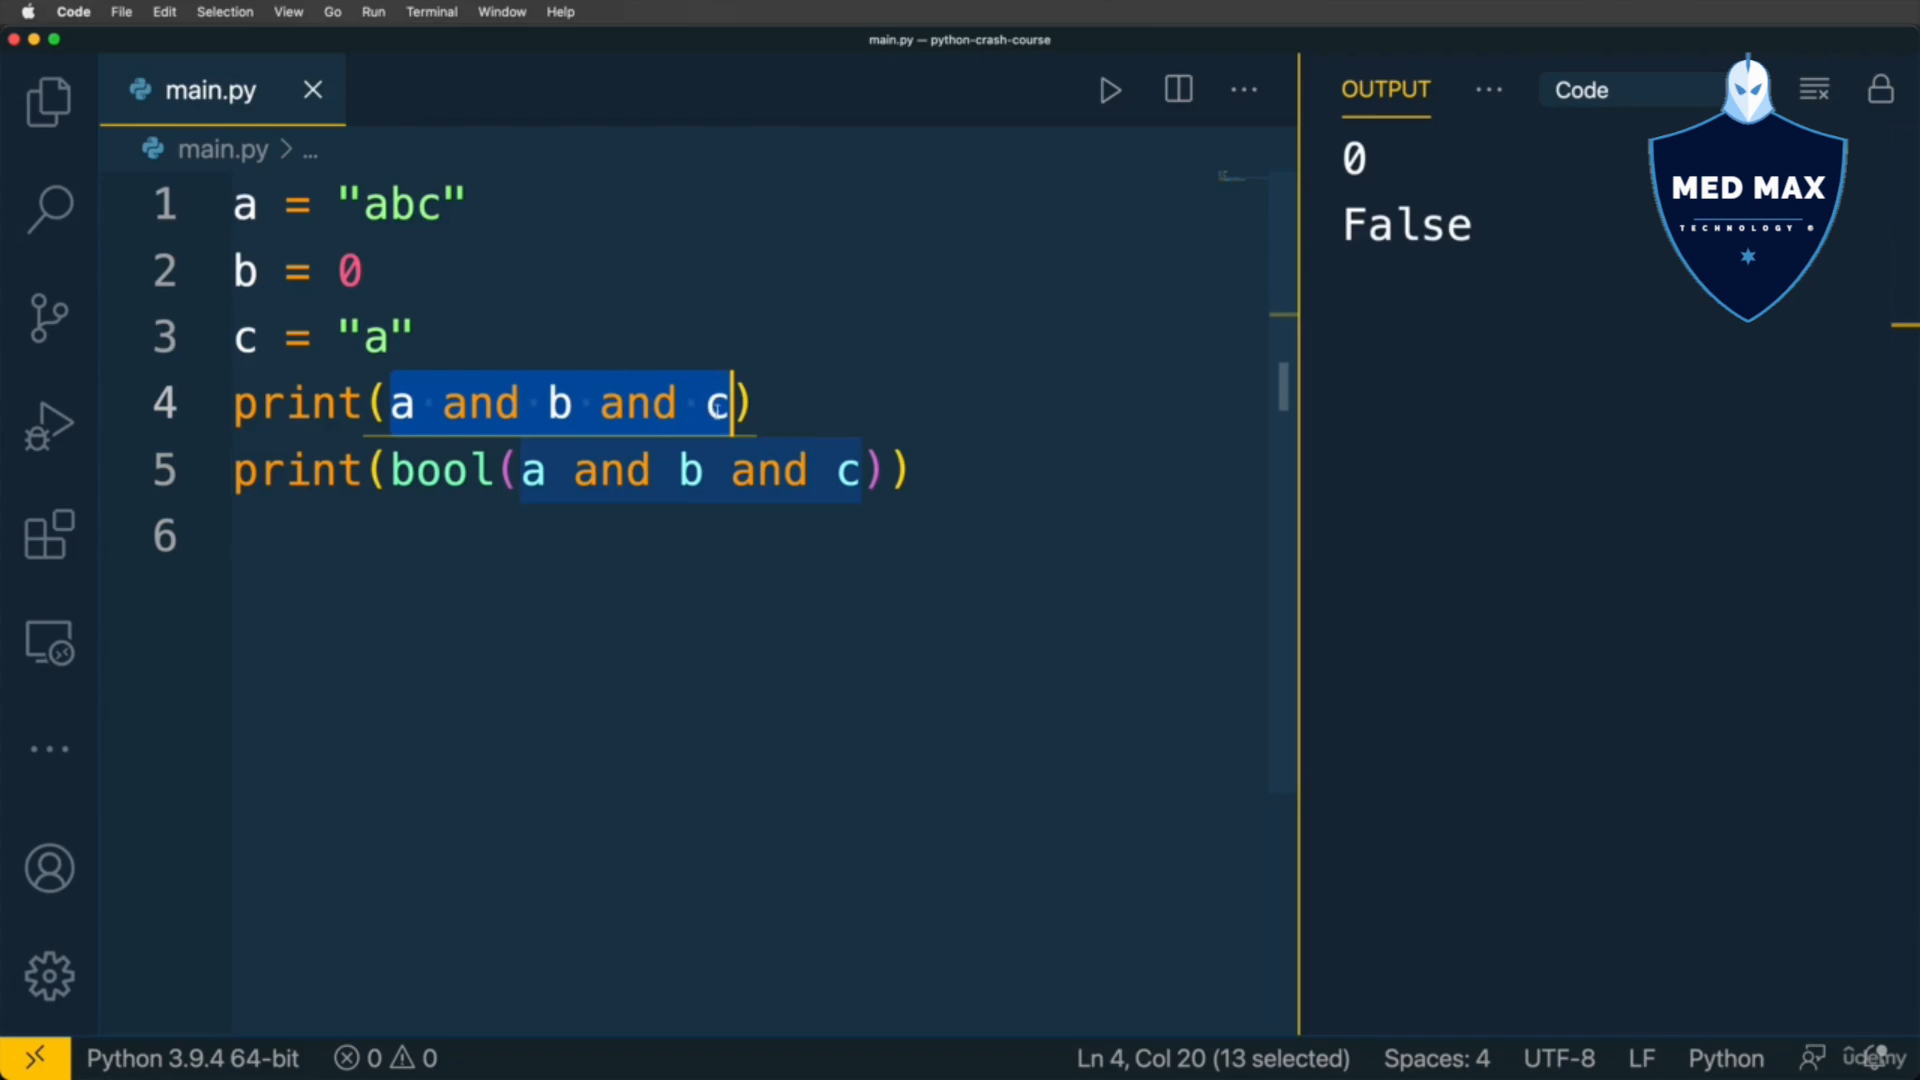 Code File Edit Selection View Go Run Terminal Window Help
main.py — python-crash-course
main.py
OUTPUT ... Code
main.py > ...
1 a = "abc"
2 b = 0
3 c = "a"
4 print(a and b and c)
5 print(bool(a and b and c))
6
0
False
MED MAX
TECHNOLOGY ®
Python 3.9.4 64-bit 0 0 Ln 4, Col 20 (13 selected) Spaces: 4 UTF-8 LF Python
ûdemy